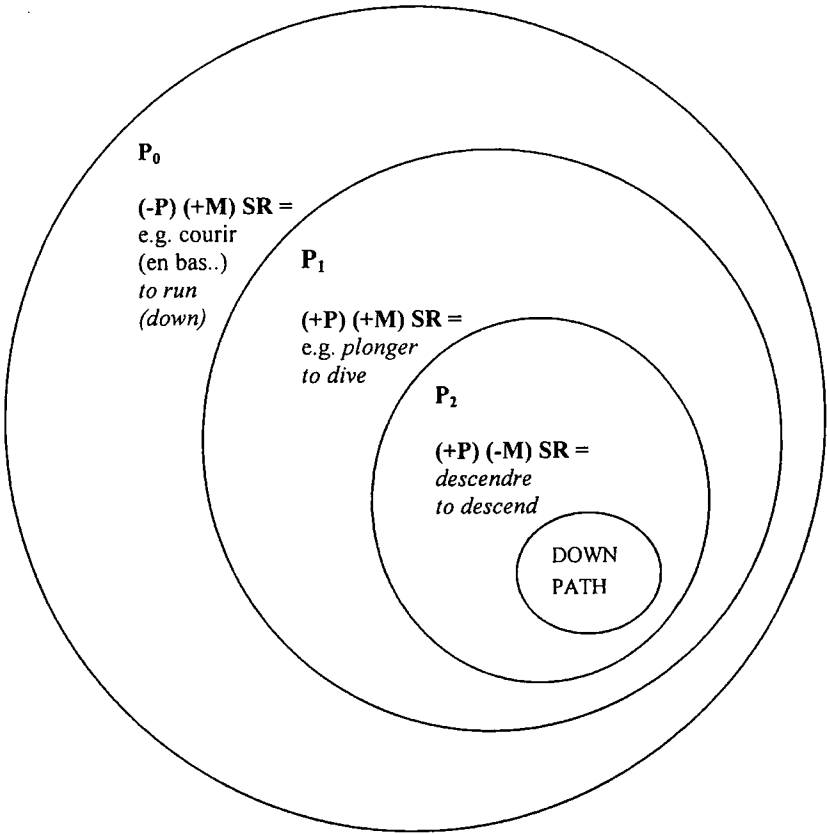 P₀
(-P) (+M) SR =
e.g. courir
(en bas..)
to run
(down)
P₁
(+P) (+M) SR =
e.g. plonger
to dive
P₂
(+P) (-M) SR =
descendre
to descend
DOWN
PATH